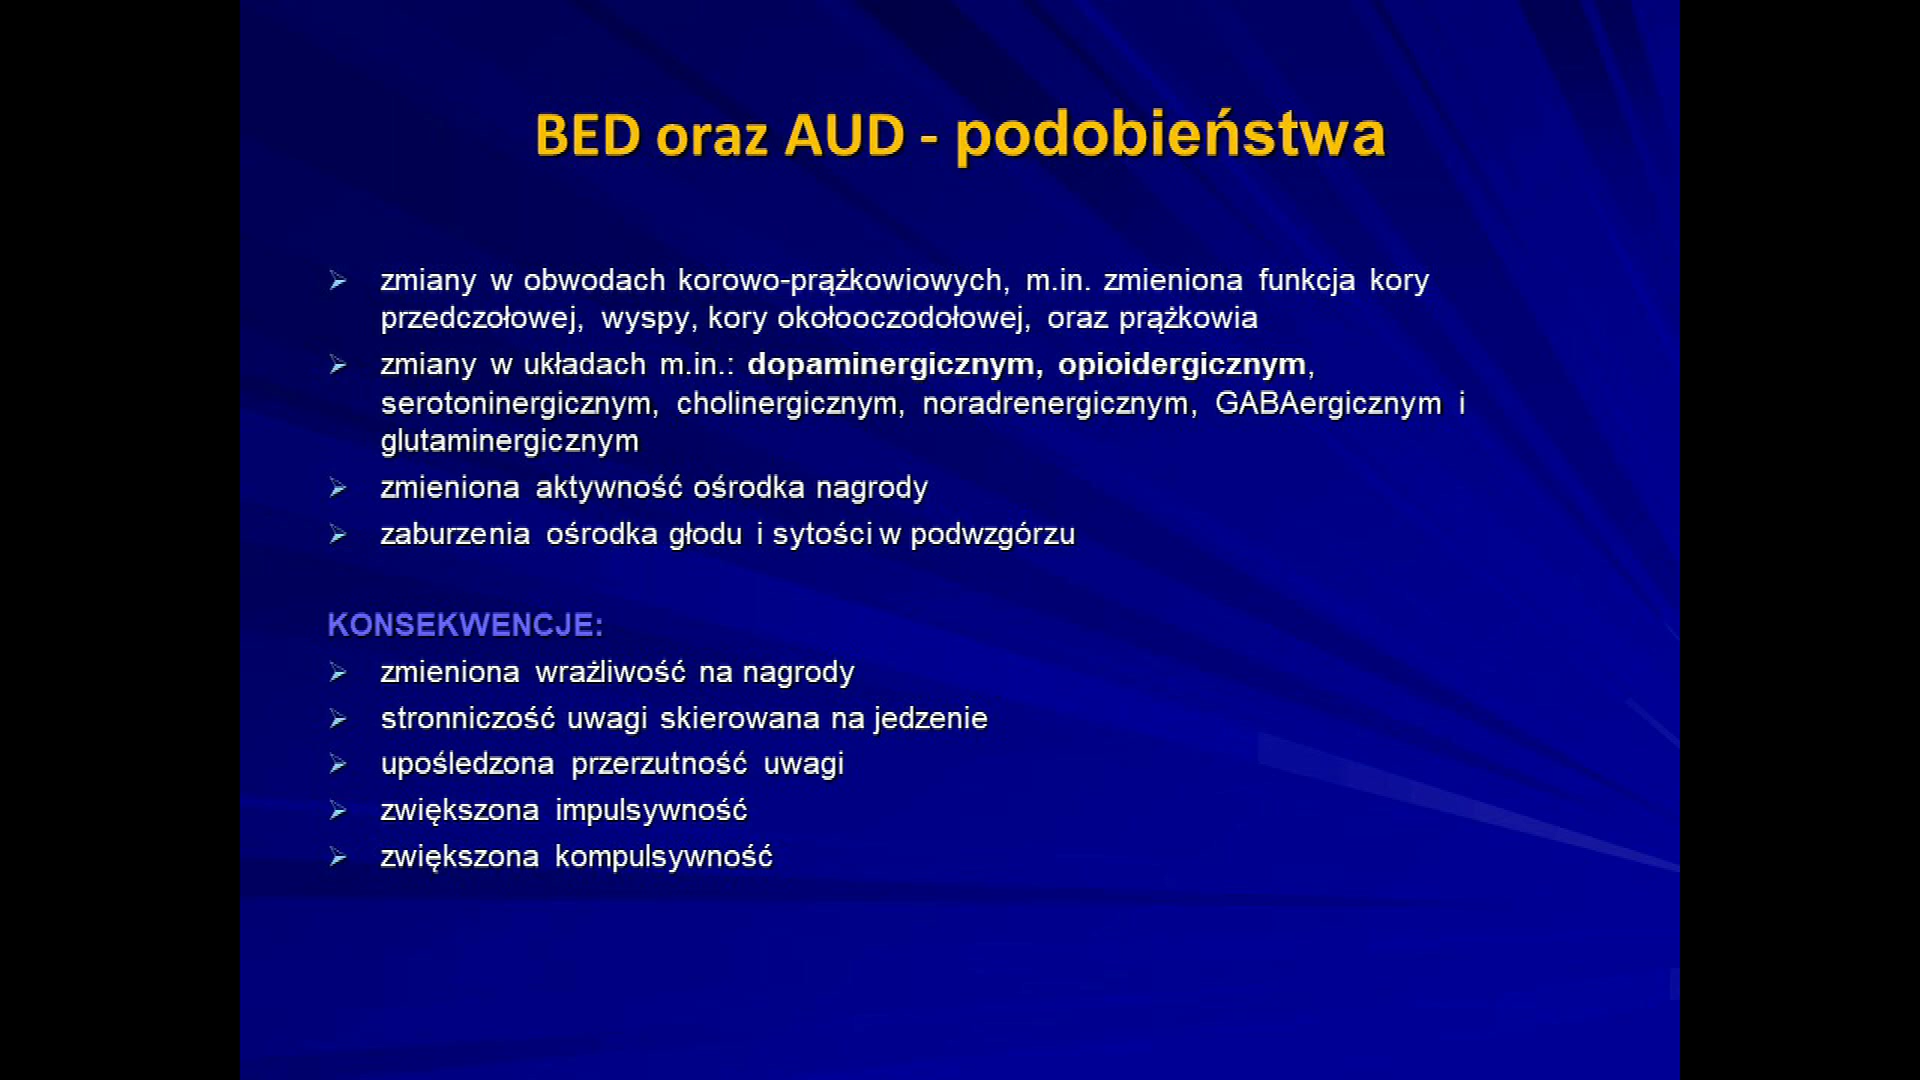 BED oraz AUD - podobieństwa
zmiany w obwodach korowo-prążkowiowych, m.in. zmieniona funkcja kory
przedczołowej, wyspy, kory okołooczodołowej, oraz prążkowia
zmiany w układach m.in.: dopaminergicznym, opioidergicznym,
serotoninergicznym, cholinergicznym, noradrenergicznym, GABAergicznym i
glutaminergicznym
zmieniona aktywność ośrodka nagrody
zaburzenia ośrodka głodu i sytości w podwzgórzu
KONSEKWENCJE:
zmieniona wrażliwość na nagrody
stronniczość uwagi skierowana na jedzenie
upośledzona przerzutność uwagi
zwiększona impulsywność
zwiększona kompulsywność